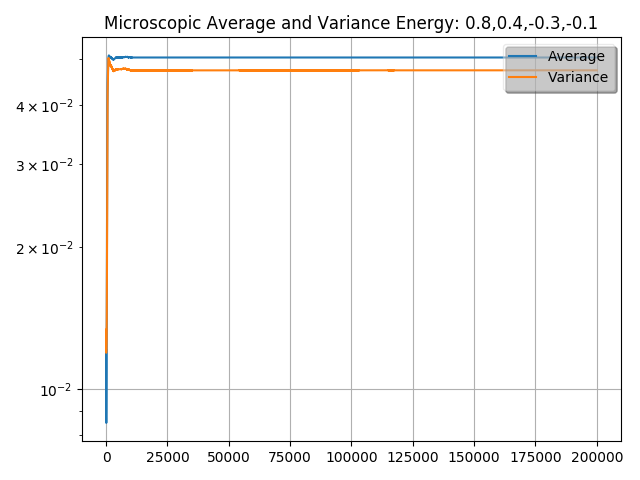 Microscopic Average and Variance Energy: 0.8,0.4,-0.3,-0.1
Average
Variance
4 × 10⁻²
3 × 10⁻²
2 × 10⁻²
10⁻²
0 25000 50000 75000 100000 125000 150000 175000 200000